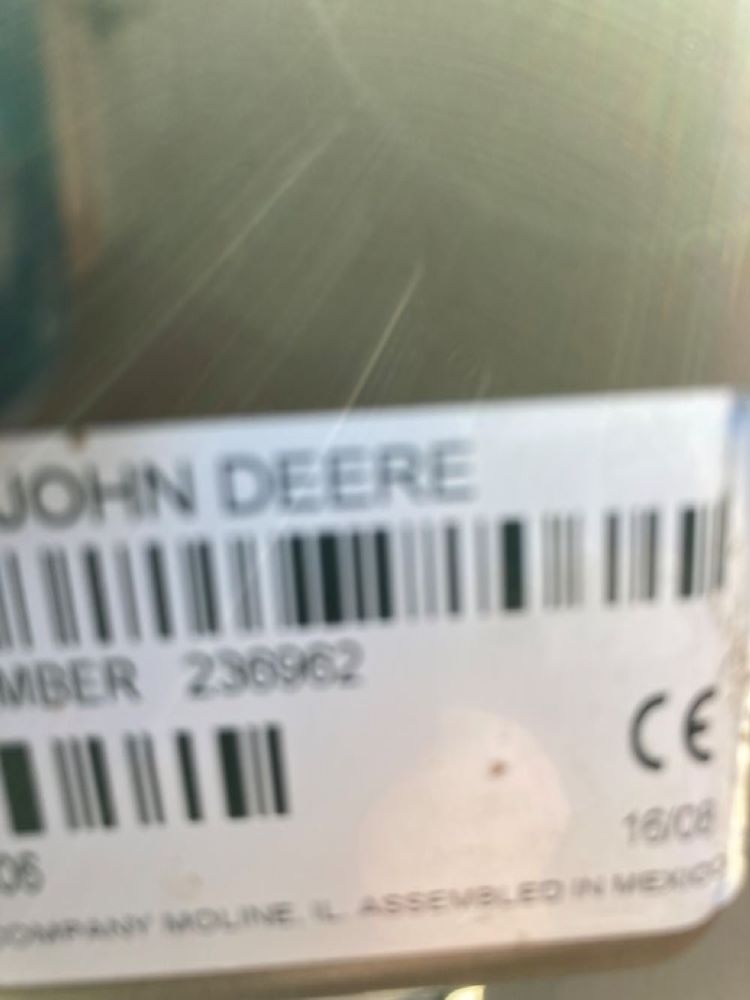 JOHN DEERE
MBER 236962
CE
16/08
06
COMPANY MOLINE, IL. ASSEMBLED IN MEXICO